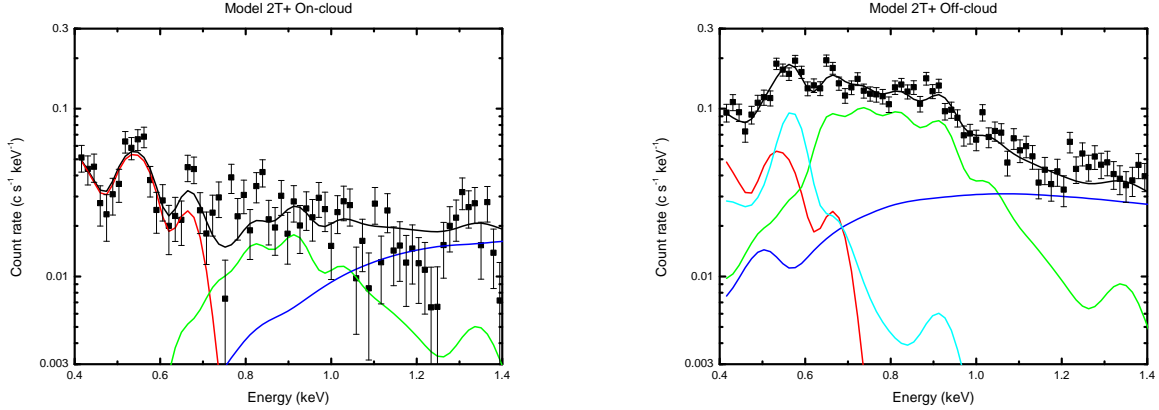 Model 2T+ On-cloud
0.3
0.1
0.01
0.003
Count rate (c s⁻¹ keV⁻¹)
0.4 0.6 0.8 1.0 1.2 1.4
Energy (keV)
Model 2T+ Off-cloud
0.3
0.1
0.01
0.003
Count rate (c s⁻¹ keV⁻¹)
0.4 0.6 0.8 1.0 1.2 1.4
Energy (keV)